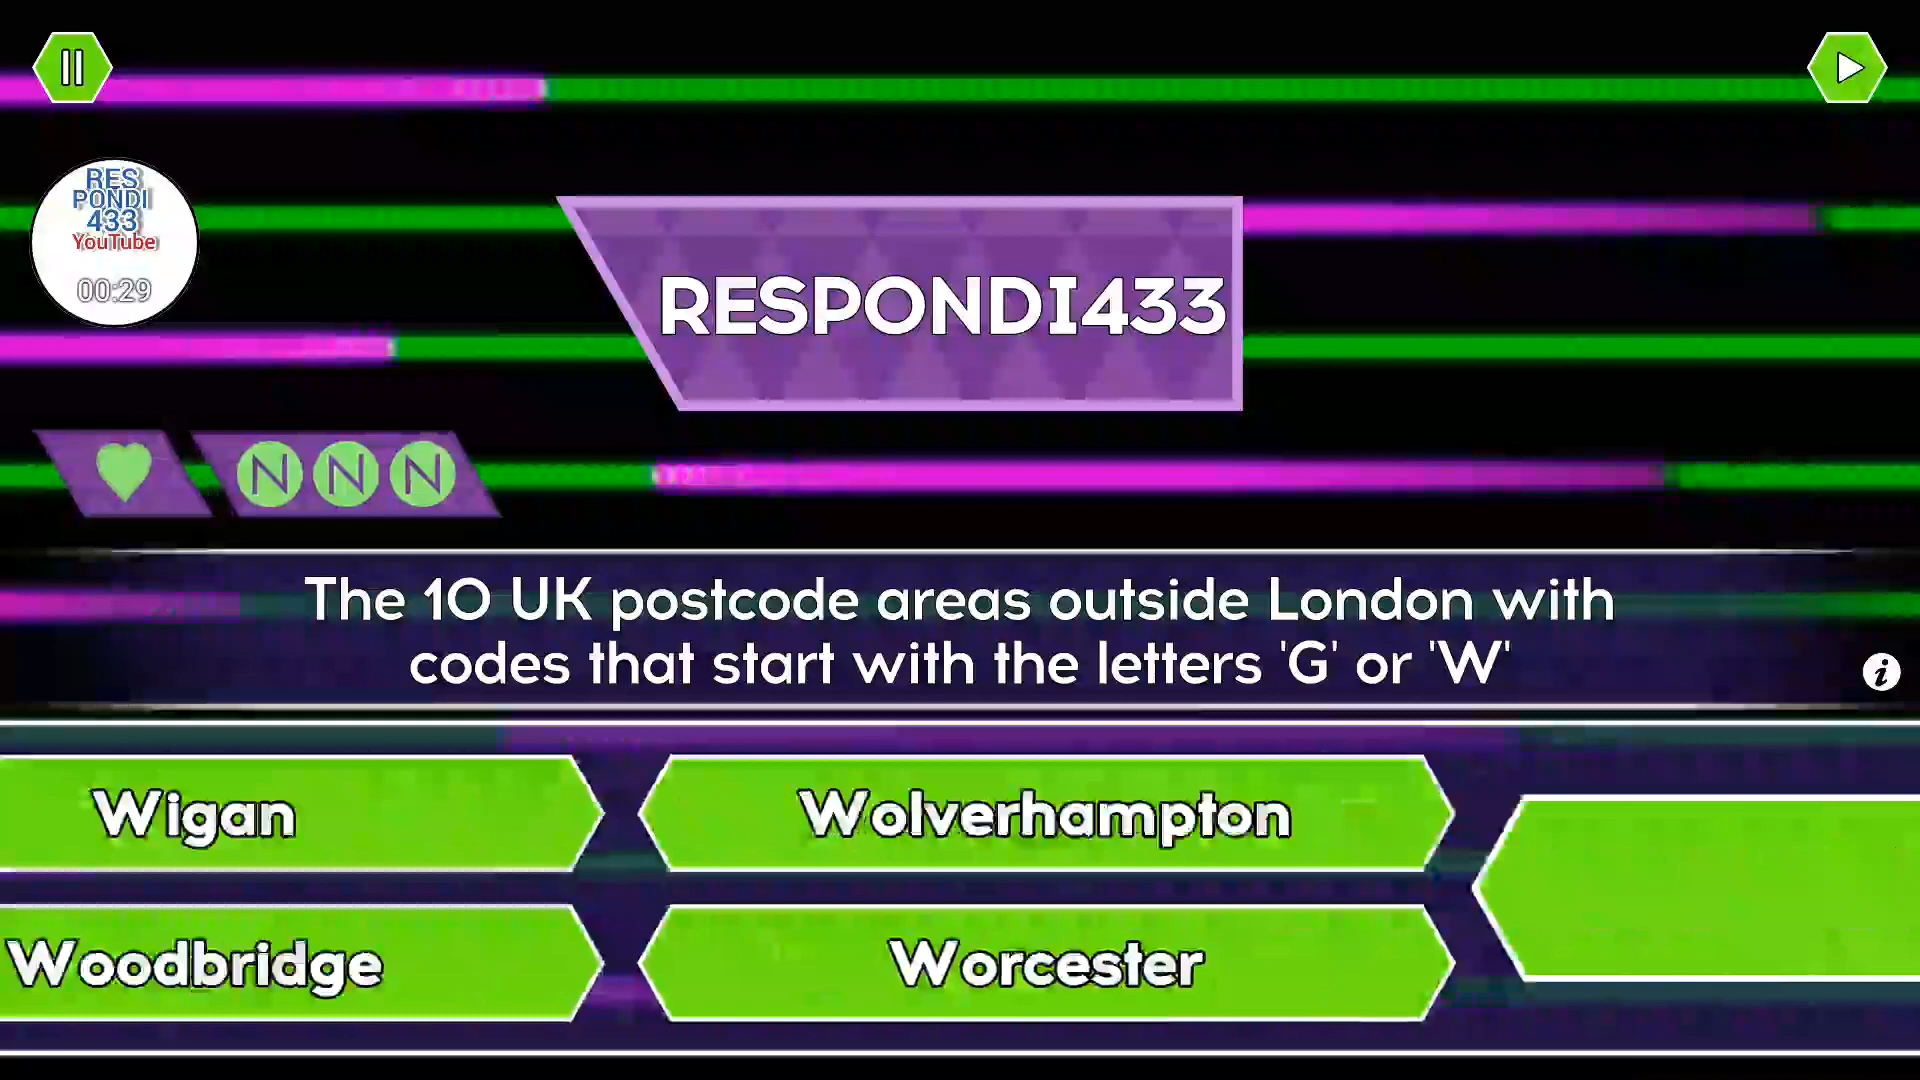 RES
PONDI
433
YouTube
00:29
RESPONDI433
N N N
The 10 UK postcode areas outside London with
codes that start with the letters 'G' or 'W'
i
Wigan
Wolverhampton
Woodbridge
Worcester